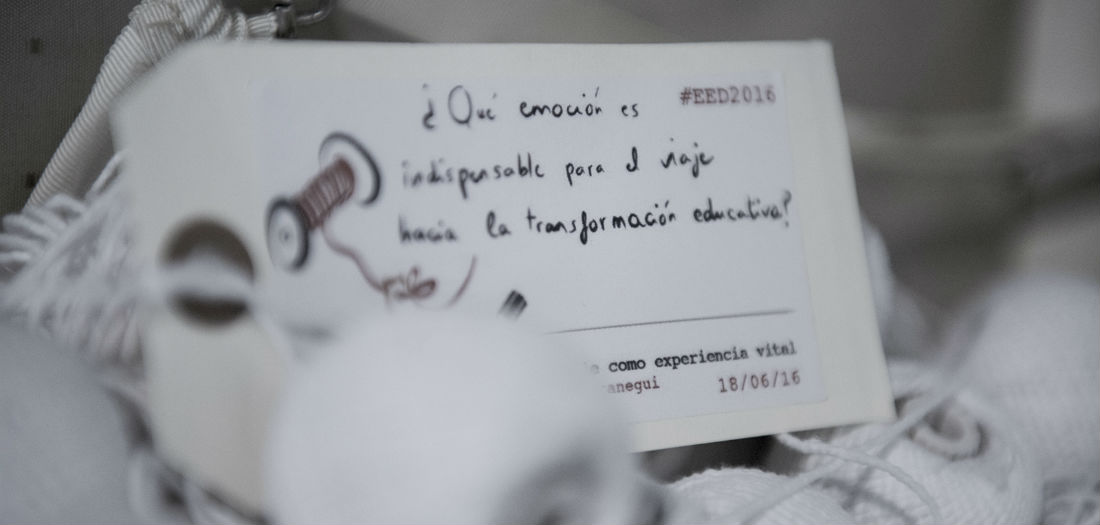 ¿Qué emoción es
#EED2016
indispensable para el viaje
hacia la transformación educativa?
como experiencia vital
18/06/16